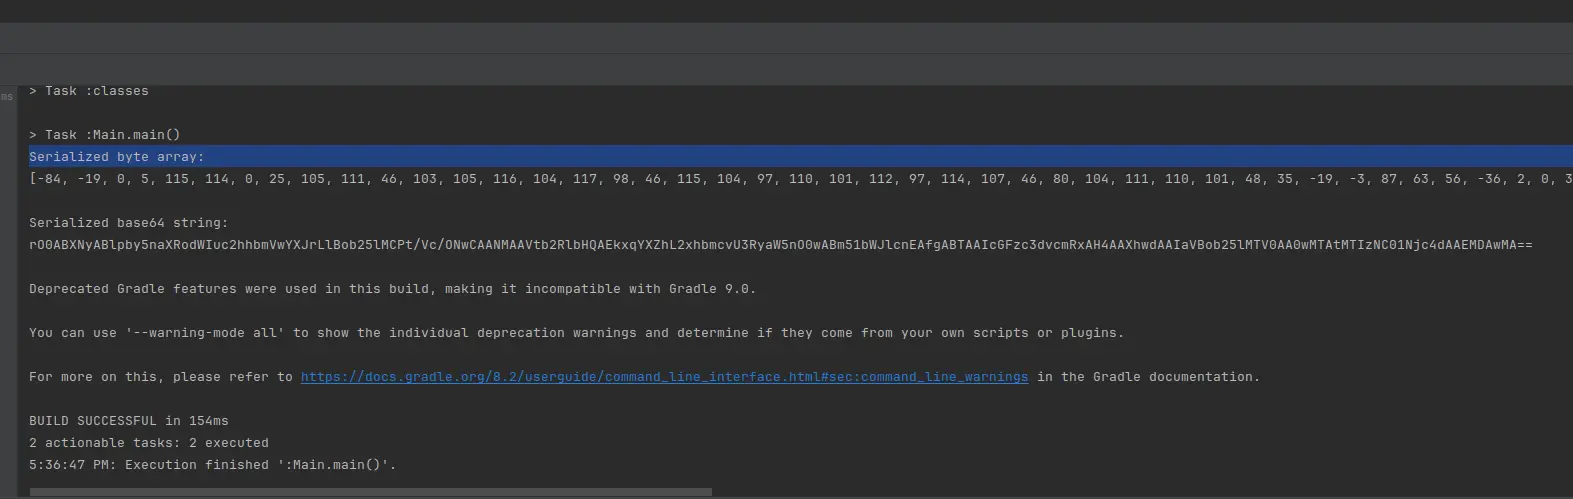 > Task :classes
ms
> Task :Main.main()
Serialized byte array:
[-84, -19, 0, 5, 115, 114, 0, 25, 105, 111, 46, 103, 105, 116, 104, 117, 98, 46, 115, 104, 97, 110, 101, 112, 97, 114, 107, 46, 80, 104, 111, 110, 101, 48, 35, -19, -3, 87, 63, 56, -36, 2, 0, 3
Serialized base64 string:
rO0ABXNyABlpby5naXRodWIuc2hhbmVwYXJrLlBob25lMCPt/Vc/ONwCAANMAAVtb2RlbHQAEkxqYXZhL2xhbmcvU3RyaW5nO0wABm51bWJlcnEAfgABTAAIcGFzc3dvcmRxAH4AAXhwdAAIaVBob25lMTV0AA0wMTAtMTIzNC01Njc4dAAEMDAwMA==
Deprecated Gradle features were used in this build, making it incompatible with Gradle 9.0.
You can use '--warning-mode all' to show the individual deprecation warnings and determine if they come from your own scripts or plugins.
For more on this, please refer to https://docs.gradle.org/8.2/userguide/command_line_interface.html#sec:command_line_warnings in the Gradle documentation.
BUILD SUCCESSFUL in 154ms
2 actionable tasks: 2 executed
5:36:47 PM: Execution finished ':Main.main()'.